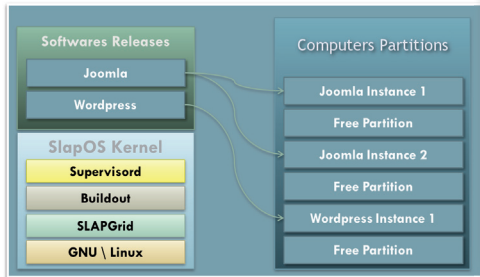 Softwares Releases
Joomla
Wordpress
SlapOS Kernel
Supervisord
Buildout
SLAPGrid
GNU \ Linux
Computers Partitions
Joomla Instance 1
Free Partition
Joomla Instance 2
Free Partition
Wordpress Instance 1
Free Partition